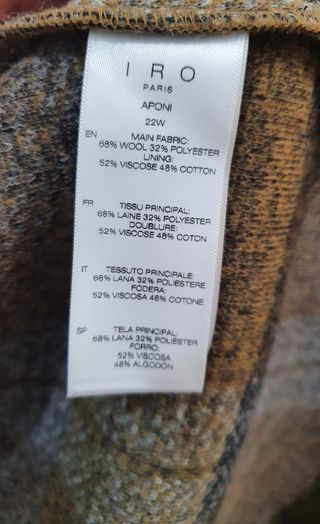 IRO
PARIS
APONI
22W
EN MAIN FABRIC:
68% WOOL 32% POLYESTER
LINING:
52% VISCOSE 48% COTTON
FR TISSU PRINCIPAL:
68% LAINE 32% POLYESTER
DOUBLURE:
52% VISCOSE 48% COTON
IT TESSUTO PRINCIPALE:
68% LANA 32% POLIESTERE
FODERA:
52% VISCOSA 48% COTONE
SP TELA PRINCIPAL:
68% LANA 32% POLIÉSTER
FORRO:
52% VISCOSA
48% ALGODÓN